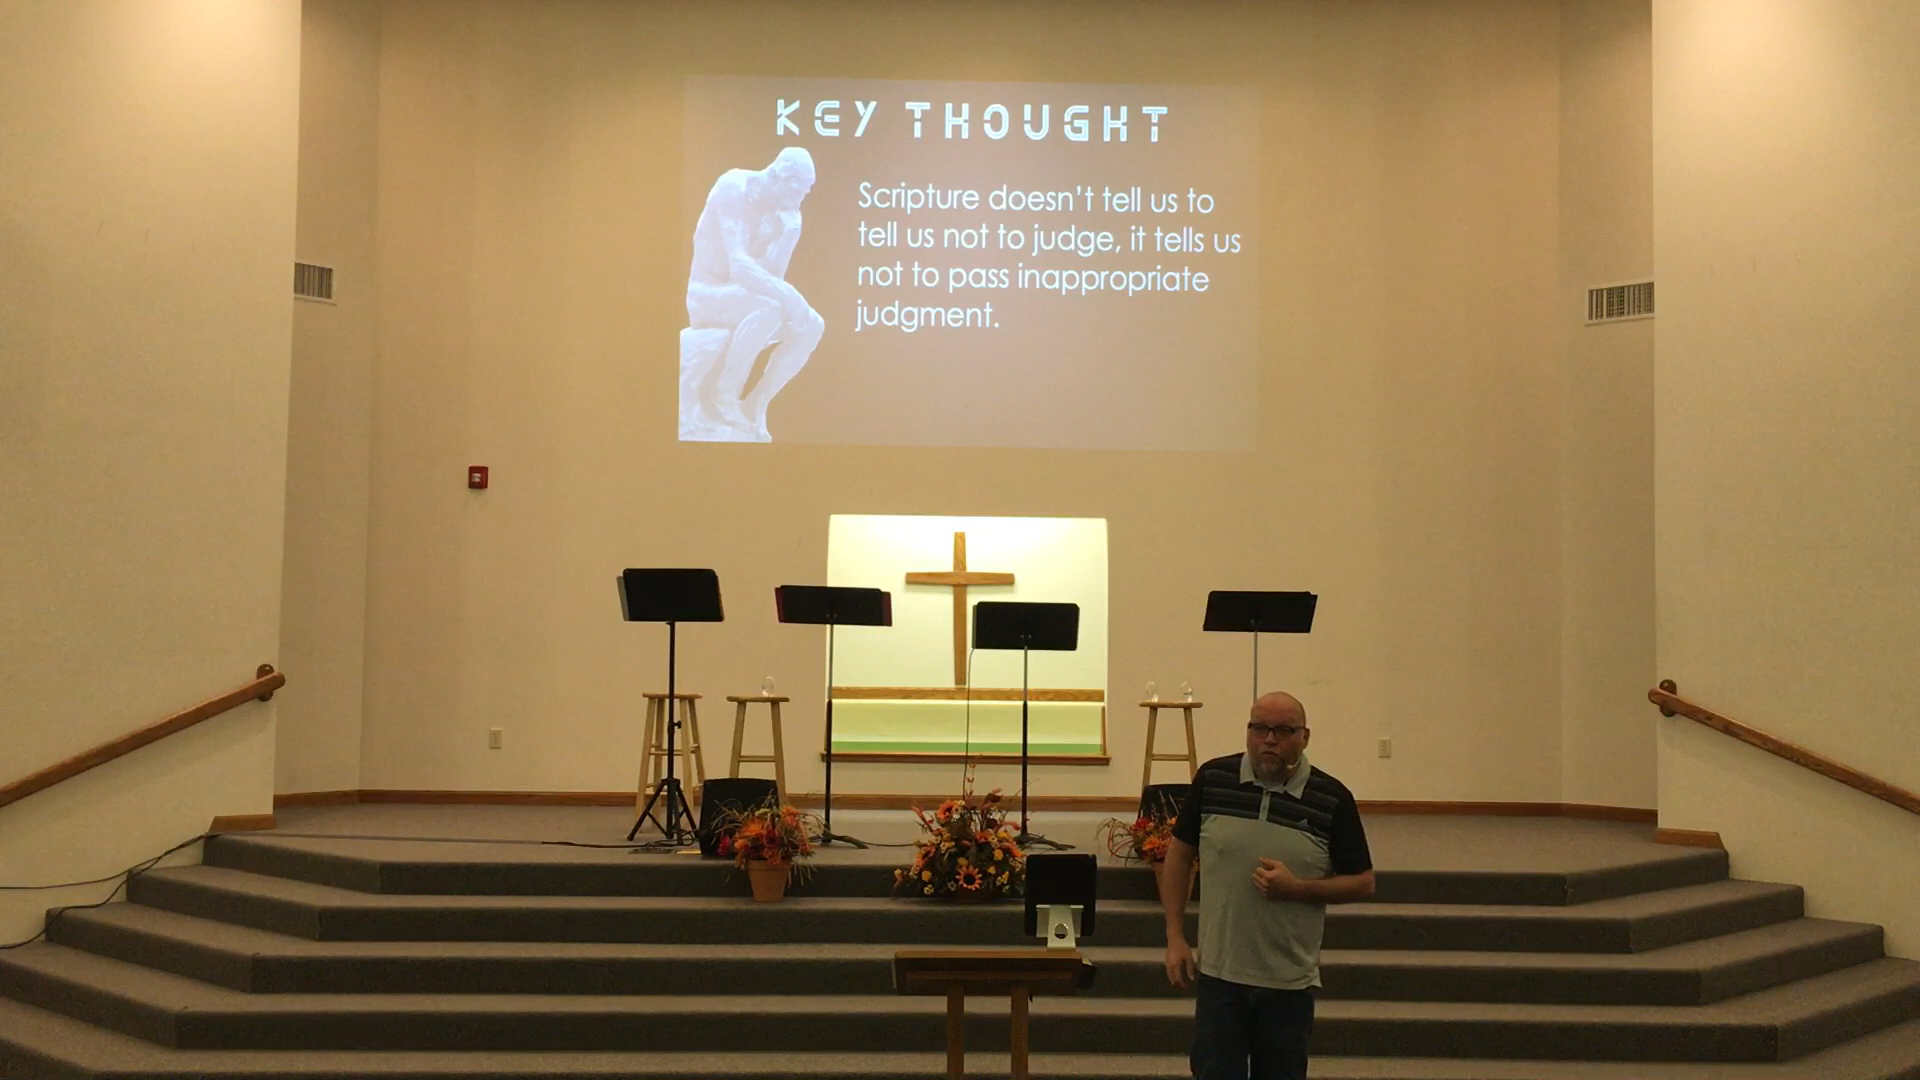 KEY THOUGHT
Scripture doesn't tell us to
tell us not to judge, it tells us
not to pass inappropriate
judgment.